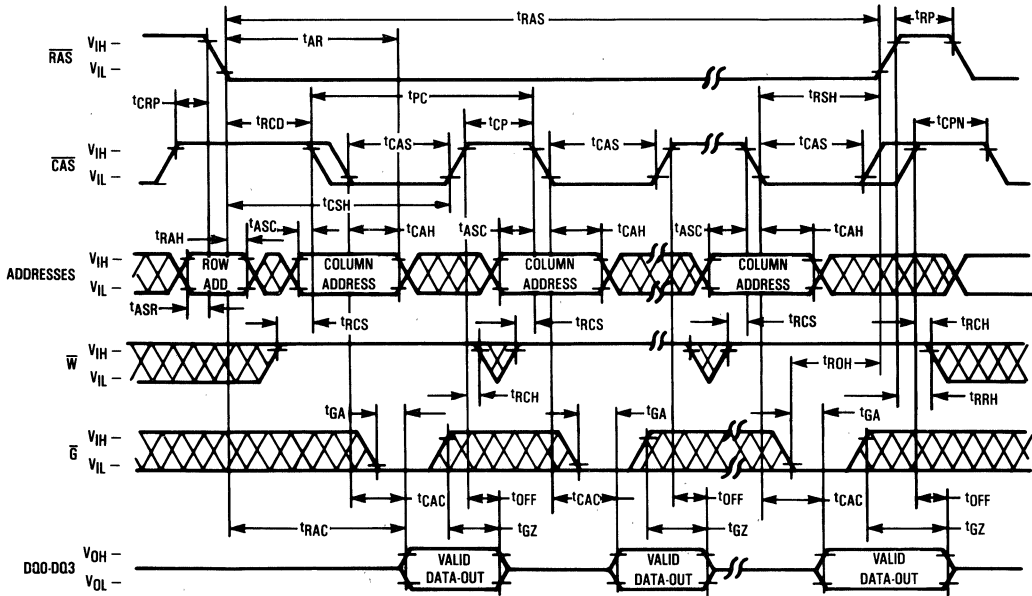 tRAS
tRP
tAR
RAS
VIH
VIL
tCRP
tRCD
tPC
tCP
tRSH
tCPN
CAS
VIH
VIL
tCAS
tCAS
tCAS
tCSH
tRAH
tASC
tCAH
tASC
tCAH
tASC
tCAH
ADDRESSES
VIH
VIL
ROW
ADD
COLUMN
ADDRESS
COLUMN
ADDRESS
COLUMN
ADDRESS
tASR
tRCS
tRCS
tRCS
tRCH
W
VIH
VIL
tROH
tRCH
tRRH
tGA
tGA
tGA
G
VIH
VIL
tCAC
tOFF
tCAC
tOFF
tCAC
tOFF
tRAC
tGZ
tGZ
tGZ
DQ0-DQ3
VOH
VOL
VALID
DATA-OUT
VALID
DATA-OUT
VALID
DATA-OUT